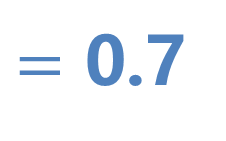 = 0.7